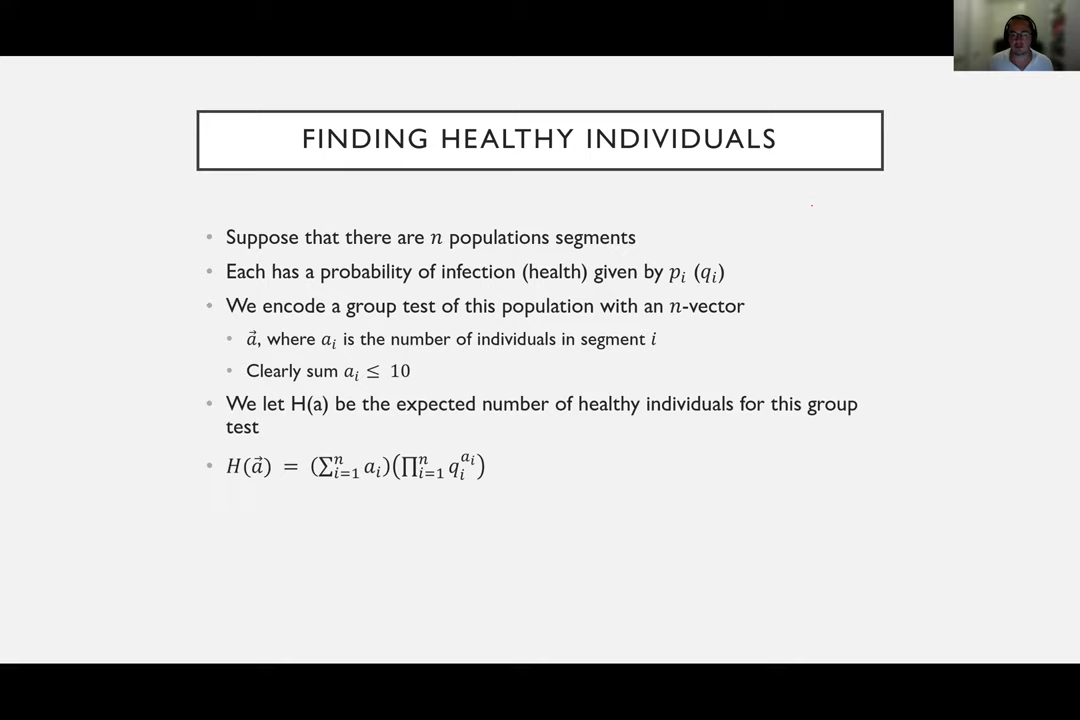 FINDING HEALTHY INDIVIDUALS
• Suppose that there are n populations segments
• Each has a probability of infection (health) given by pᵢ (qᵢ)
• We encode a group test of this population with an n-vector
• a⃗, where aᵢ is the number of individuals in segment i
• Clearly sum aᵢ ≤ 10
• We let H(a) be the expected number of healthy individuals for this group
test
• H(a⃗) = (∑ⁿᵢ₌₁ aᵢ)(∏ⁿᵢ₌₁ qᵢ^aᵢ)